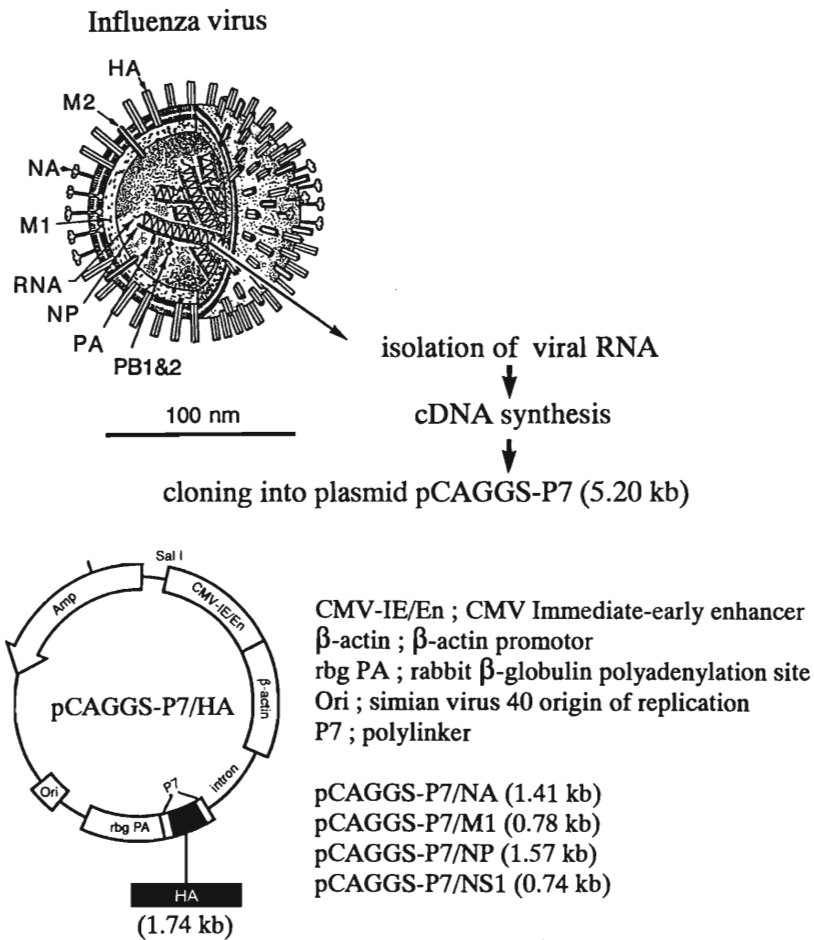 Influenza virus
HA
M2
NA
M1
RNA
NP
PA
PB1&2
100 nm
isolation of viral RNA
cDNA synthesis
cloning into plasmid pCAGGS-P7 (5.20 kb)
Sal I
Amp
CMV-IE/En
β-actin
pCAGGS-P7/HA
intron
P7
Ori
rbg PA
HA
(1.74 kb)
CMV-IE/En ; CMV Immediate-early enhancer
β-actin ; β-actin promotor
rbg PA ; rabbit β-globulin polyadenylation site
Ori ; simian virus 40 origin of replication
P7 ; polylinker
pCAGGS-P7/NA (1.41 kb)
pCAGGS-P7/M1 (0.78 kb)
pCAGGS-P7/NP (1.57 kb)
pCAGGS-P7/NS1 (0.74 kb)